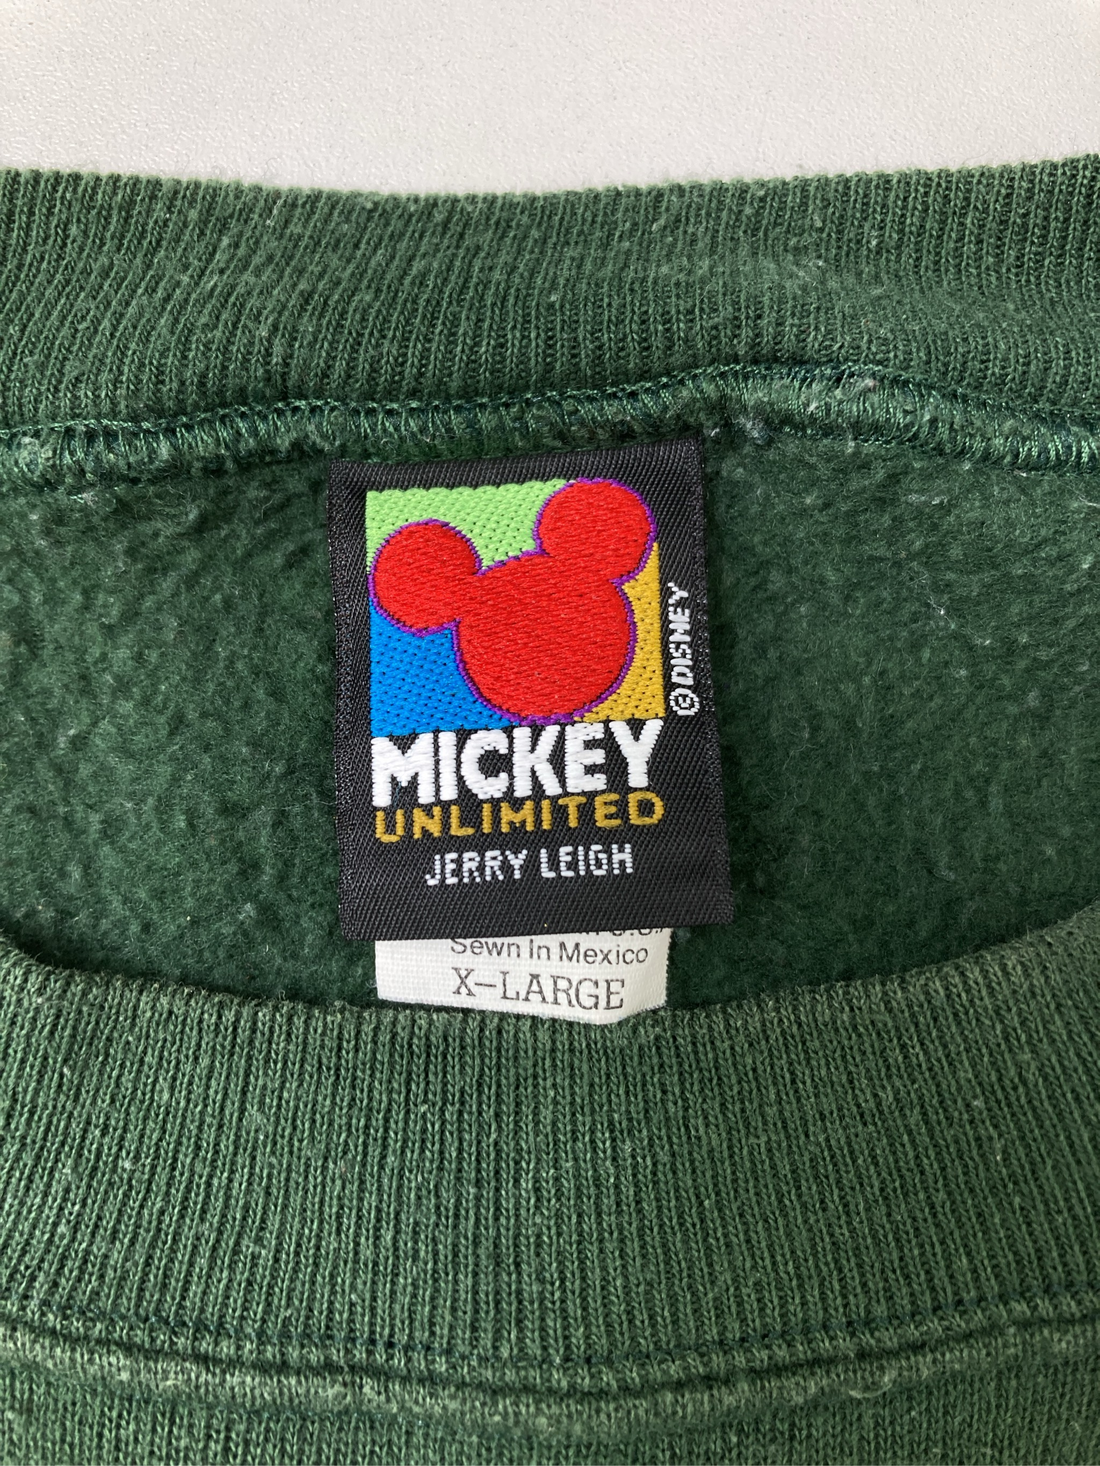 ©DISNEY
MICKEY
UNLIMITED
JERRY LEIGH
Sewn In Mexico
X-LARGE